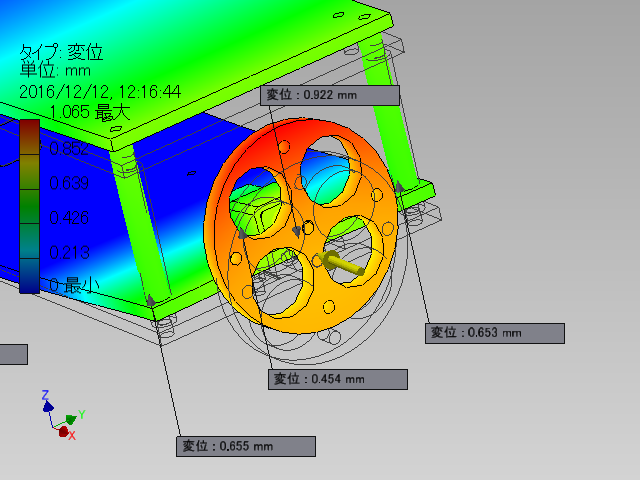 タイプ: 変位
単位: mm
2016/12/12, 12:16:44
1.065 最大
0.852
0.639
0.426
0.213
0 最小
変位 : 0.922 mm
変位 : 0.653 mm
変位 : 0.454 mm
変位 : 0.655 mm
Z
Y
X